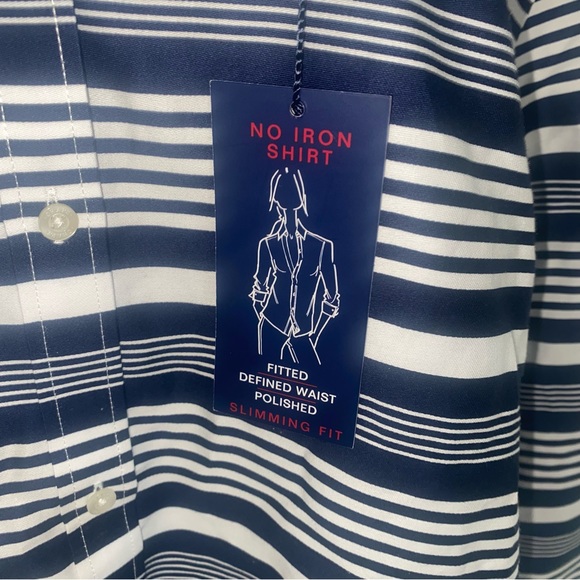 NO IRON
SHIRT
FITTED
DEFINED WAIST
POLISHED
SLIMMING FIT